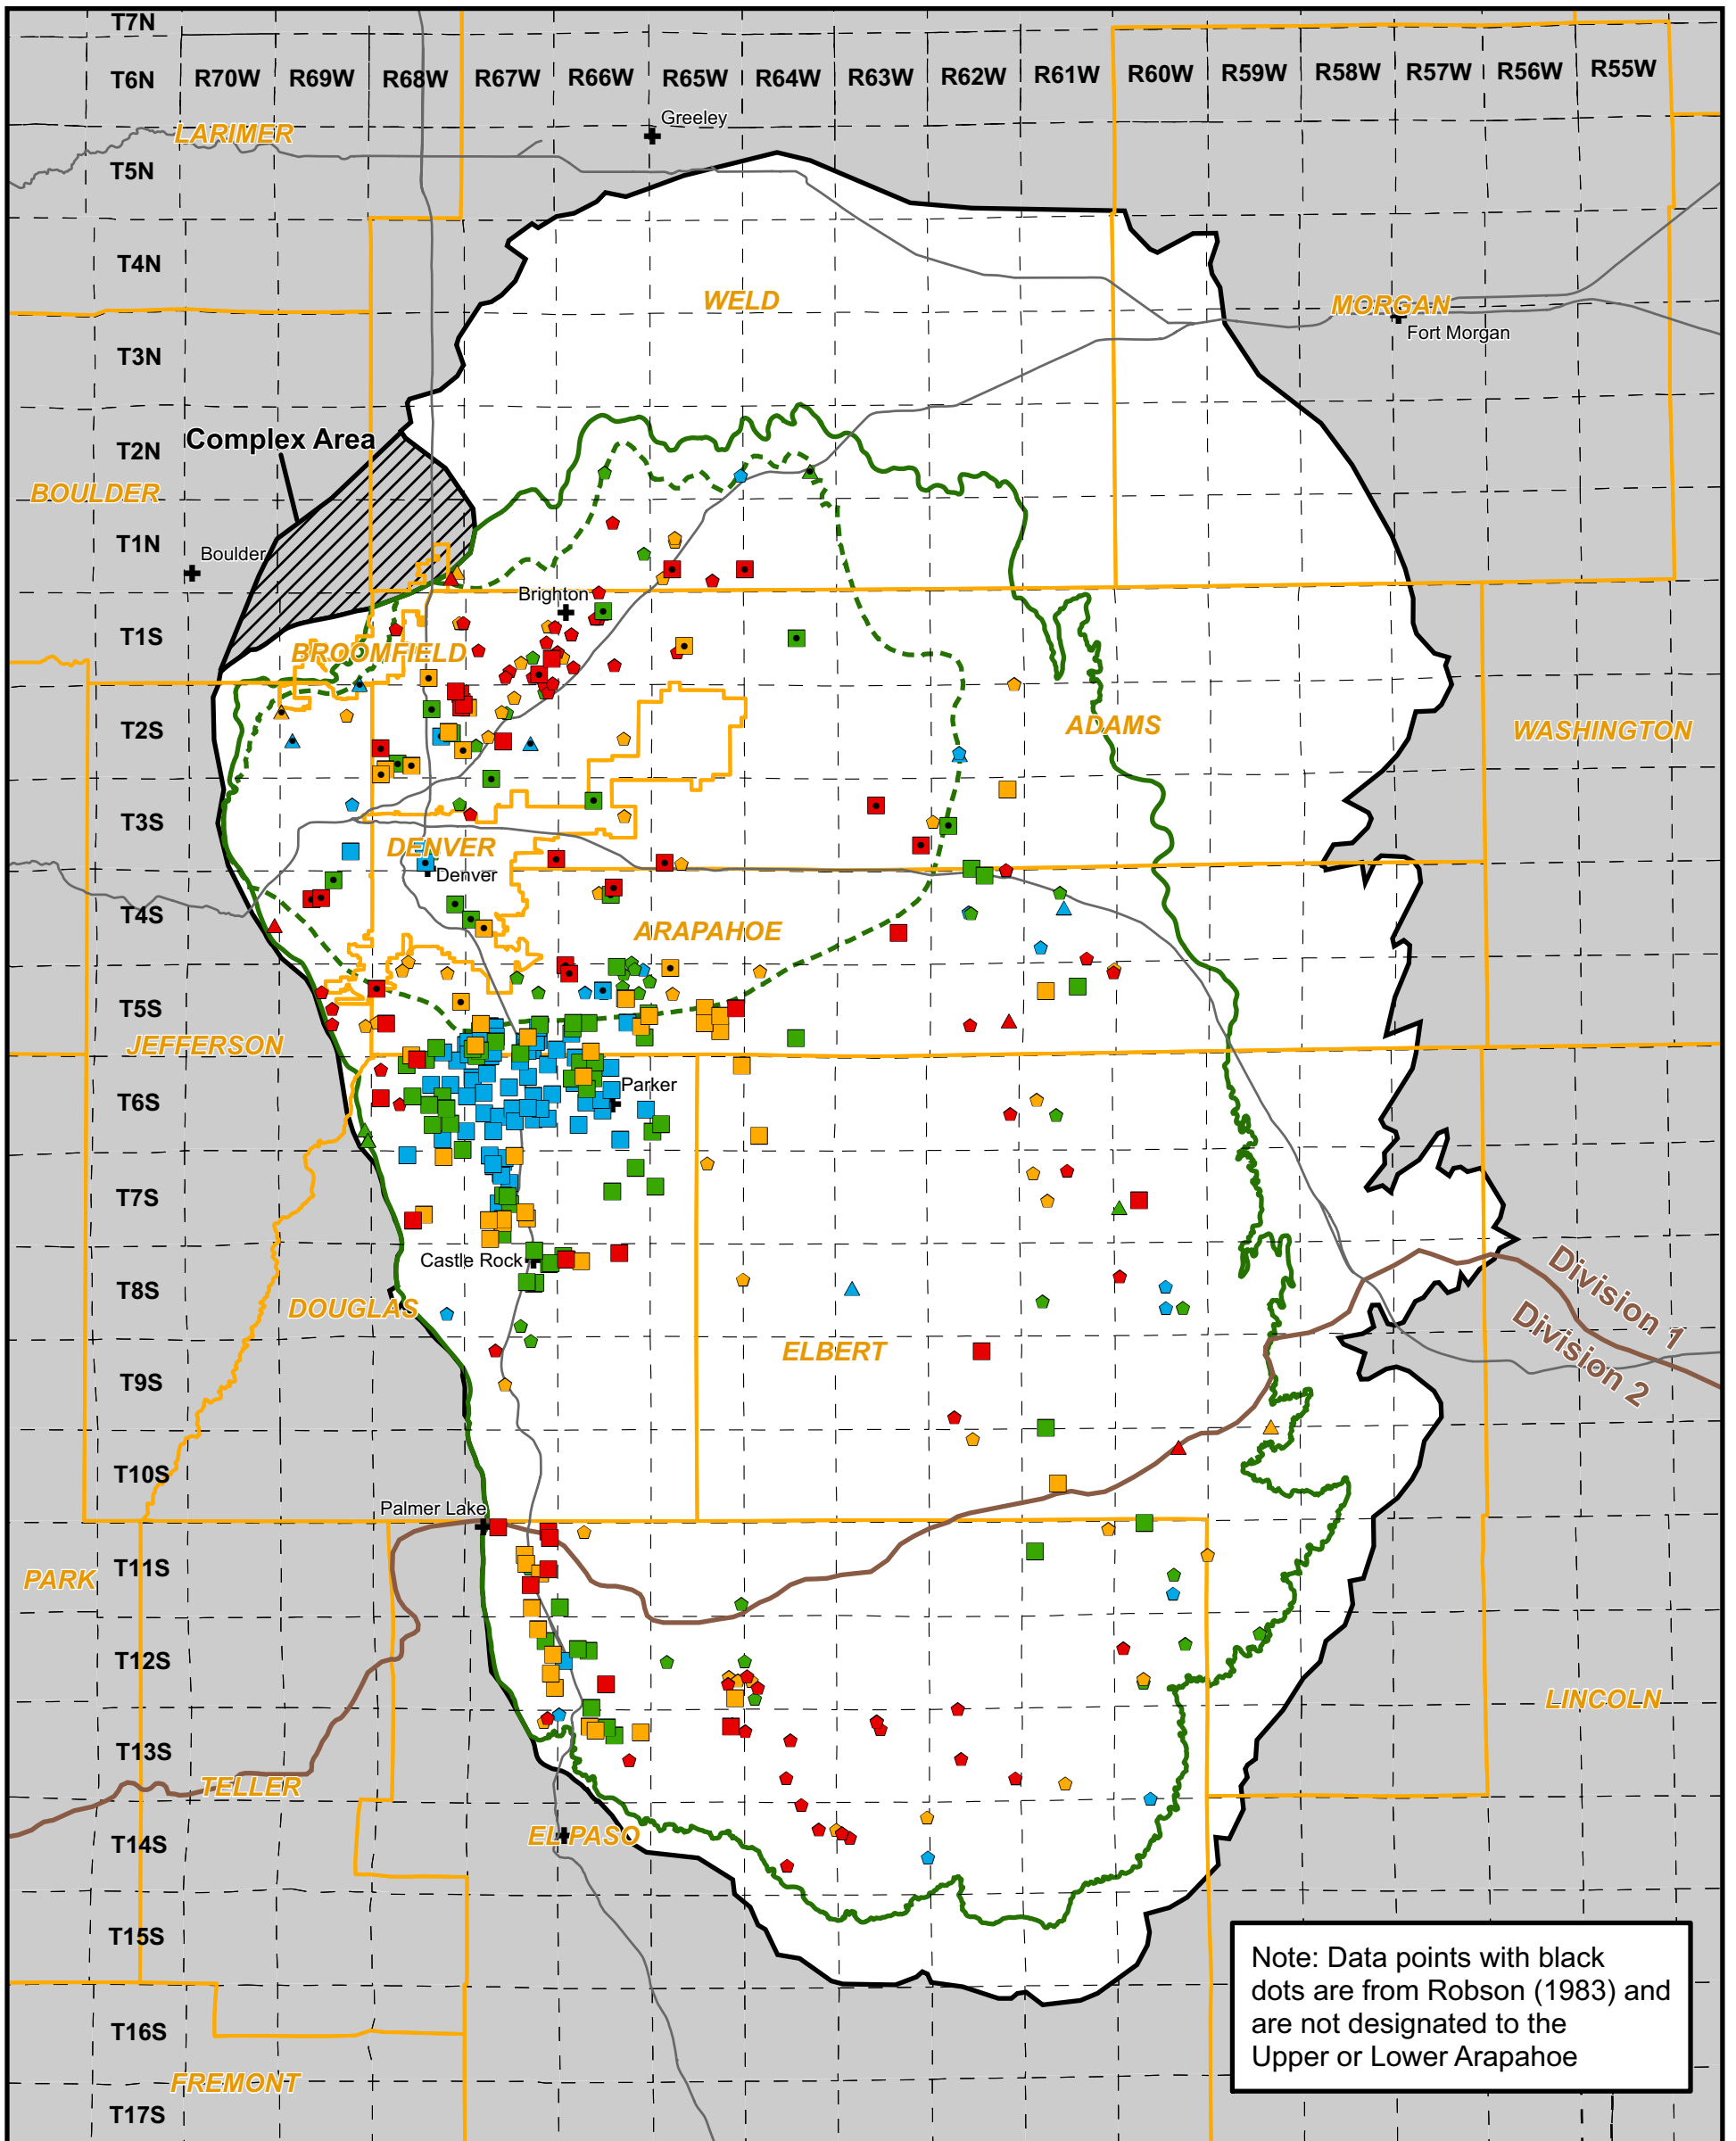 T7N
T6N
R70W
R69W
R68W
R67W
R66W
R65W
R64W
R63W
R62W
R61W
R60W
R59W
R58W
R57W
R56W
R55W
Greeley
LARIMER
T5N
T4N
WELD
MORGAN
Fort Morgan
T3N
Complex Area
T2N
BOULDER
T1N
Boulder
Brighton
T1S
BROOMFIELD
T2S
ADAMS
WASHINGTON
T3S
DENVER
Denver
T4S
ARAPAHOE
T5S
JEFFERSON
Parker
T6S
T7S
Castle Rock
T8S
DOUGLAS
Division 1
Division 2
ELBERT
T9S
T10S
Palmer Lake
T11S
PARK
T12S
LINCOLN
T13S
TELLER
T14S
EL PASO
T15S
Note: Data points with black
dots are from Robson (1983) and
are not designated to the
Upper or Lower Arapahoe
T16S
FREMONT
T17S